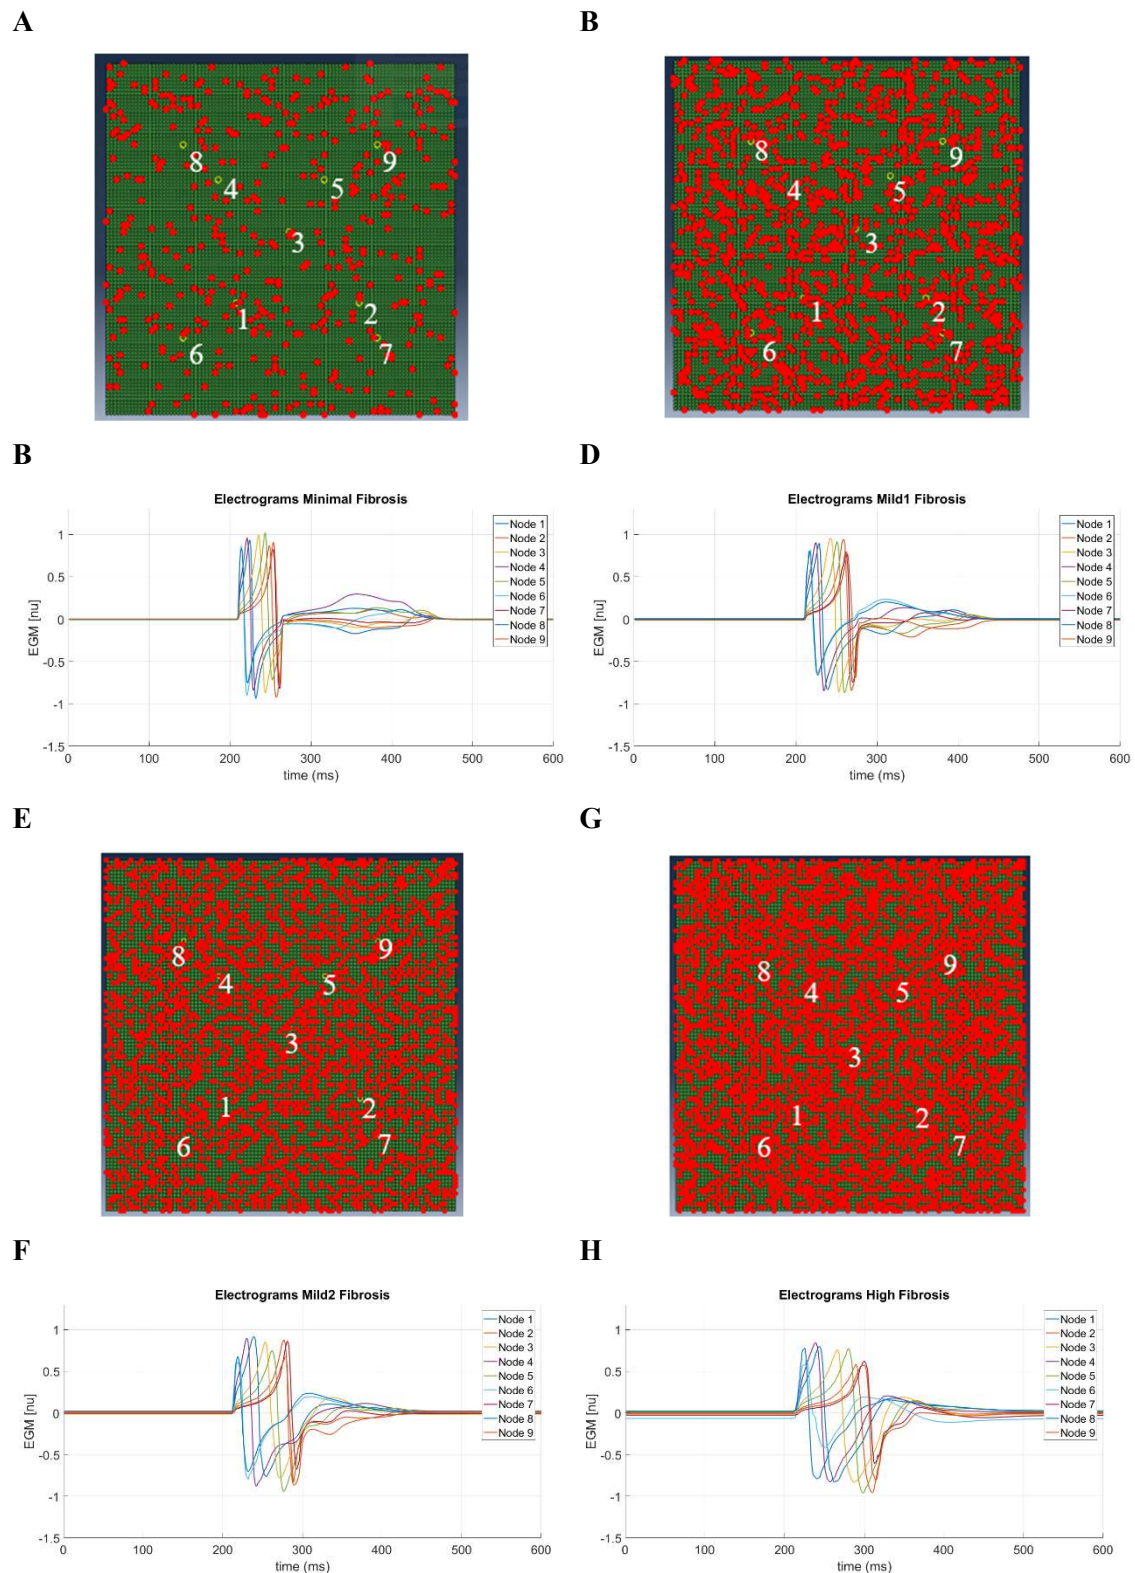 A B
8 9
4 5
3
1 2
6 7
8 9
4 5
3
1 2
6 7
B D
Electrograms Minimal Fibrosis
EGM [nu]
1
0.5
0
-0.5
-1
-1.5
0 100 200 300 400 500 600
time (ms)
Node 1
Node 2
Node 3
Node 4
Node 5
Node 6
Node 7
Node 8
Node 9
Electrograms Mild1 Fibrosis
EGM [nu]
1
0.5
0
-0.5
-1
-1.5
0 100 200 300 400 500 600
time (ms)
Node 1
Node 2
Node 3
Node 4
Node 5
Node 6
Node 7
Node 8
Node 9
E G
8 9
4 5
3
1 2
6 7
8 9
4 5
3
1 2
6 7
F H
Electrograms Mild2 Fibrosis
EGM [nu]
1
0.5
0
-0.5
-1
-1.5
0 100 200 300 400 500 600
time (ms)
Node 1
Node 2
Node 3
Node 4
Node 5
Node 6
Node 7
Node 8
Node 9
Electrograms High Fibrosis
EGM [nu]
1
0.5
0
-0.5
-1
-1.5
0 100 200 300 400 500 600
time (ms)
Node 1
Node 2
Node 3
Node 4
Node 5
Node 6
Node 7
Node 8
Node 9